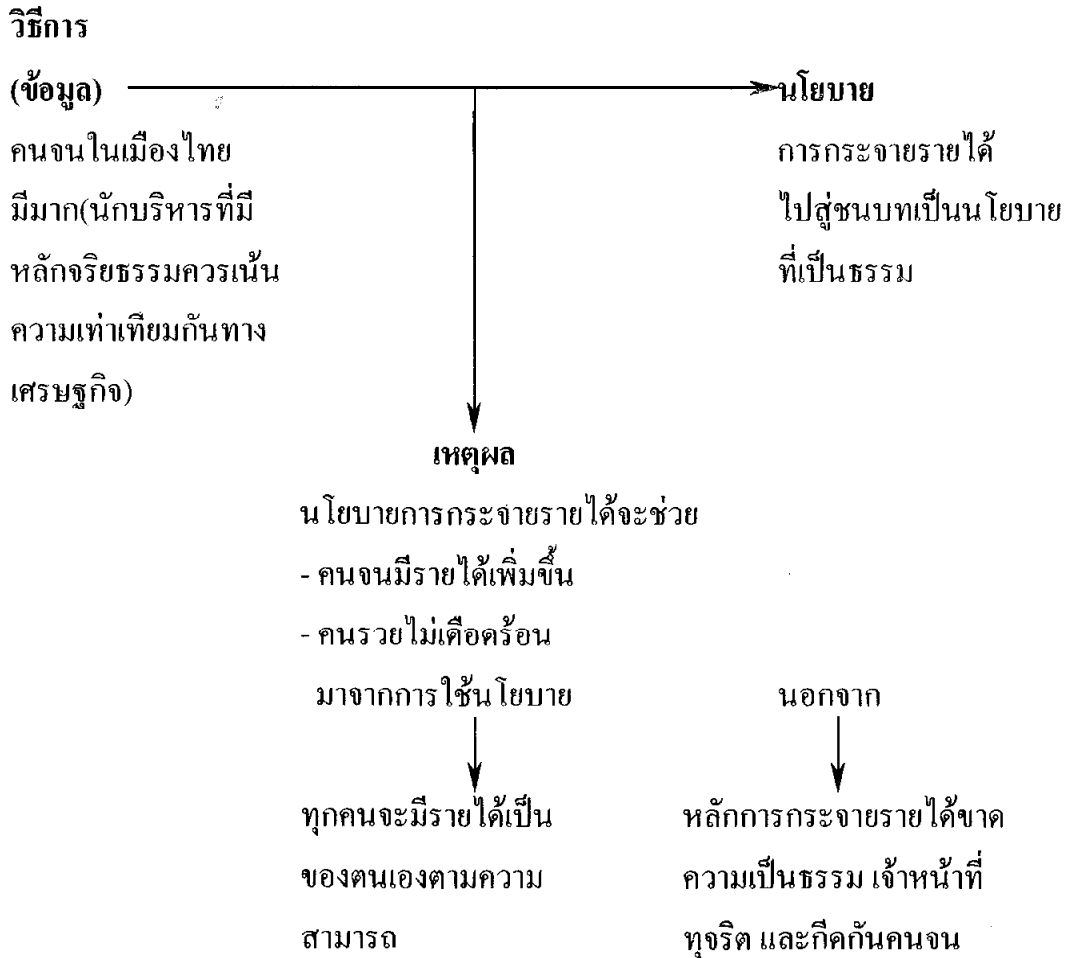 วิธีการ
(ข้อมูล) นโยบาย
คนจนในเมืองไทย การกระจายรายได้
มีมาก(นักบริหารที่มี ไปสู่ชนบทเป็นนโยบาย
หลักจริยธรรมควรเน้น ที่เป็นธรรม
ความเท่าเทียมกันทาง
เศรษฐกิจ)
เหตุผล
นโยบายการกระจายรายได้จะช่วย
- คนจนมีรายได้เพิ่มขึ้น
- คนรวยไม่เดือดร้อน
มาจากการใช้นโยบาย นอกจาก
ทุกคนจะมีรายได้เป็น หลักการกระจายรายได้ขาด
ของตนเองตามความ ความเป็นธรรม เจ้าหน้าที่
สามารถ ทุจริต และกีดกันคนจน